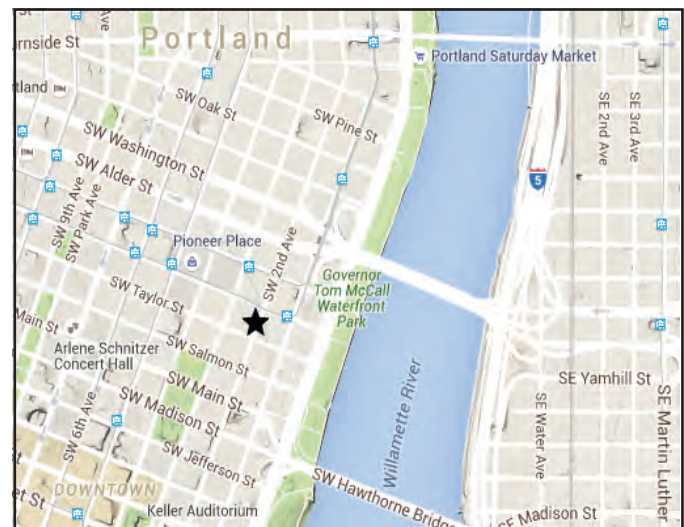 Portland
rnside St
Portland Saturday Market
tland
SW Oak St
SW Pine St
SE 2nd Ave
SE 3rd Ave
SW Washington St
SW Alder St
5
SW 9th Ave
SW Park Ave
Pioneer Place
SW 2nd Ave
Governor
Tom McCall
Waterfront
Park
SW Taylor St
Main St
Arlene Schnitzer
Concert Hall
SW Salmon St
SW Main St
SW Madison St
SW 6th Ave
SW Jefferson St
Willamette River
SE Yamhill St
SE Water Ave
SE Martin Luther
DOWNTOWN
et St
Keller Auditorium
SW Hawthorne Bridg
SE Madison St